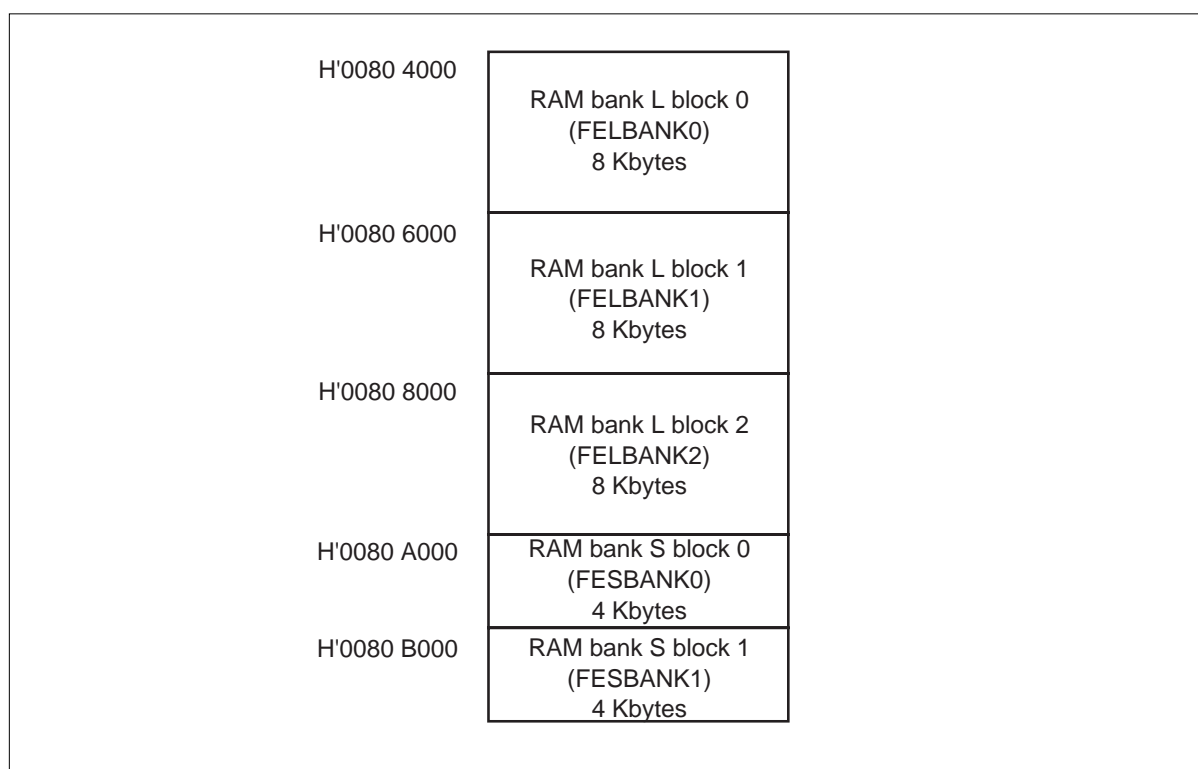 H'0080 4000
RAM bank L block 0
(FELBANK0)
8 Kbytes
H'0080 6000
RAM bank L block 1
(FELBANK1)
8 Kbytes
H'0080 8000
RAM bank L block 2
(FELBANK2)
8 Kbytes
H'0080 A000
RAM bank S block 0
(FESBANK0)
4 Kbytes
H'0080 B000
RAM bank S block 1
(FESBANK1)
4 Kbytes